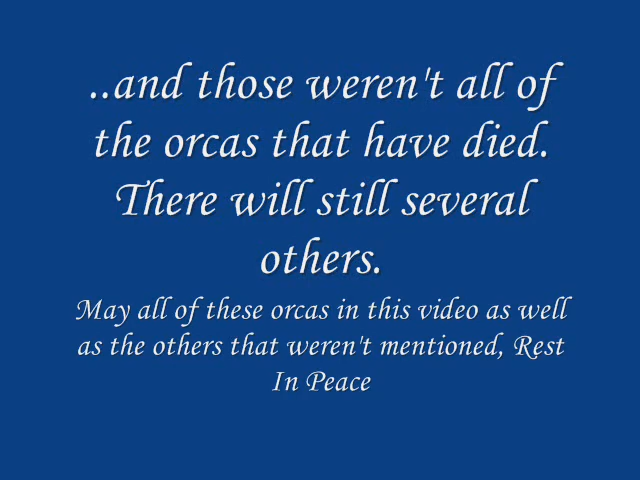 ..and those weren't all of
the orcas that have died.
There will still several
others.
May all of these orcas in this video as well
as the others that weren't mentioned, Rest
In Peace